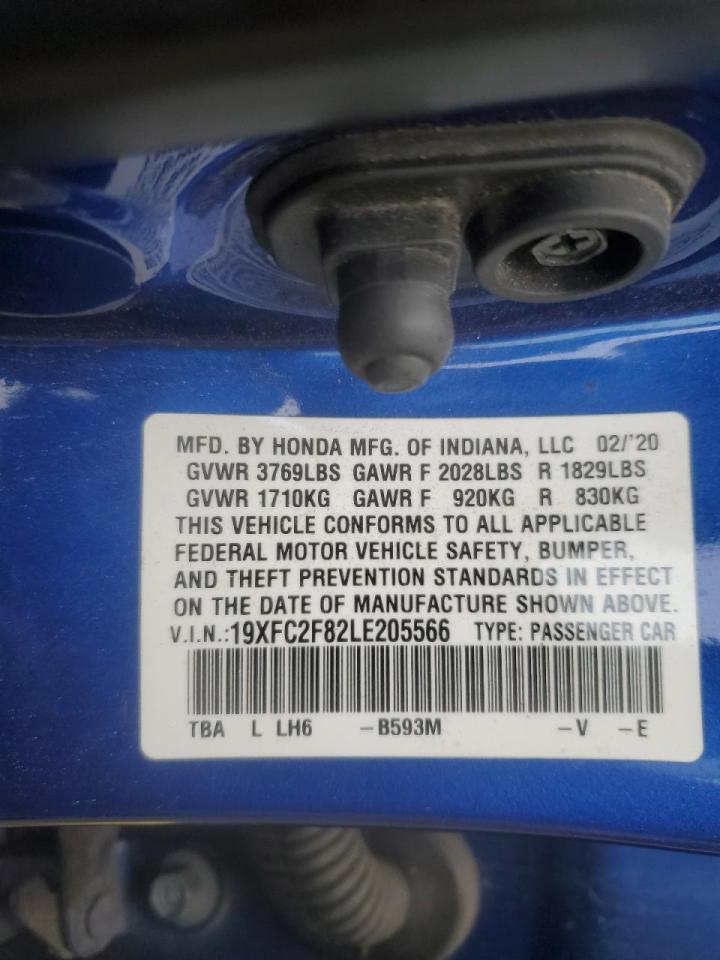 MFD. BY HONDA MFG. OF INDIANA, LLC 02/'20
GVWR 3769LBS GAWR F 2028LBS R 1829LBS
GVWR 1710KG GAWR F 920KG R 830KG
THIS VEHICLE CONFORMS TO ALL APPLICABLE
FEDERAL MOTOR VEHICLE SAFETY, BUMPER,
AND THEFT PREVENTION STANDARDS IN EFFECT
ON THE DATE OF MANUFACTURE SHOWN ABOVE.
V.I.N.:19XFC2F82LE205566 TYPE: PASSENGER CAR
TBA L LH6 –B593M –V –E